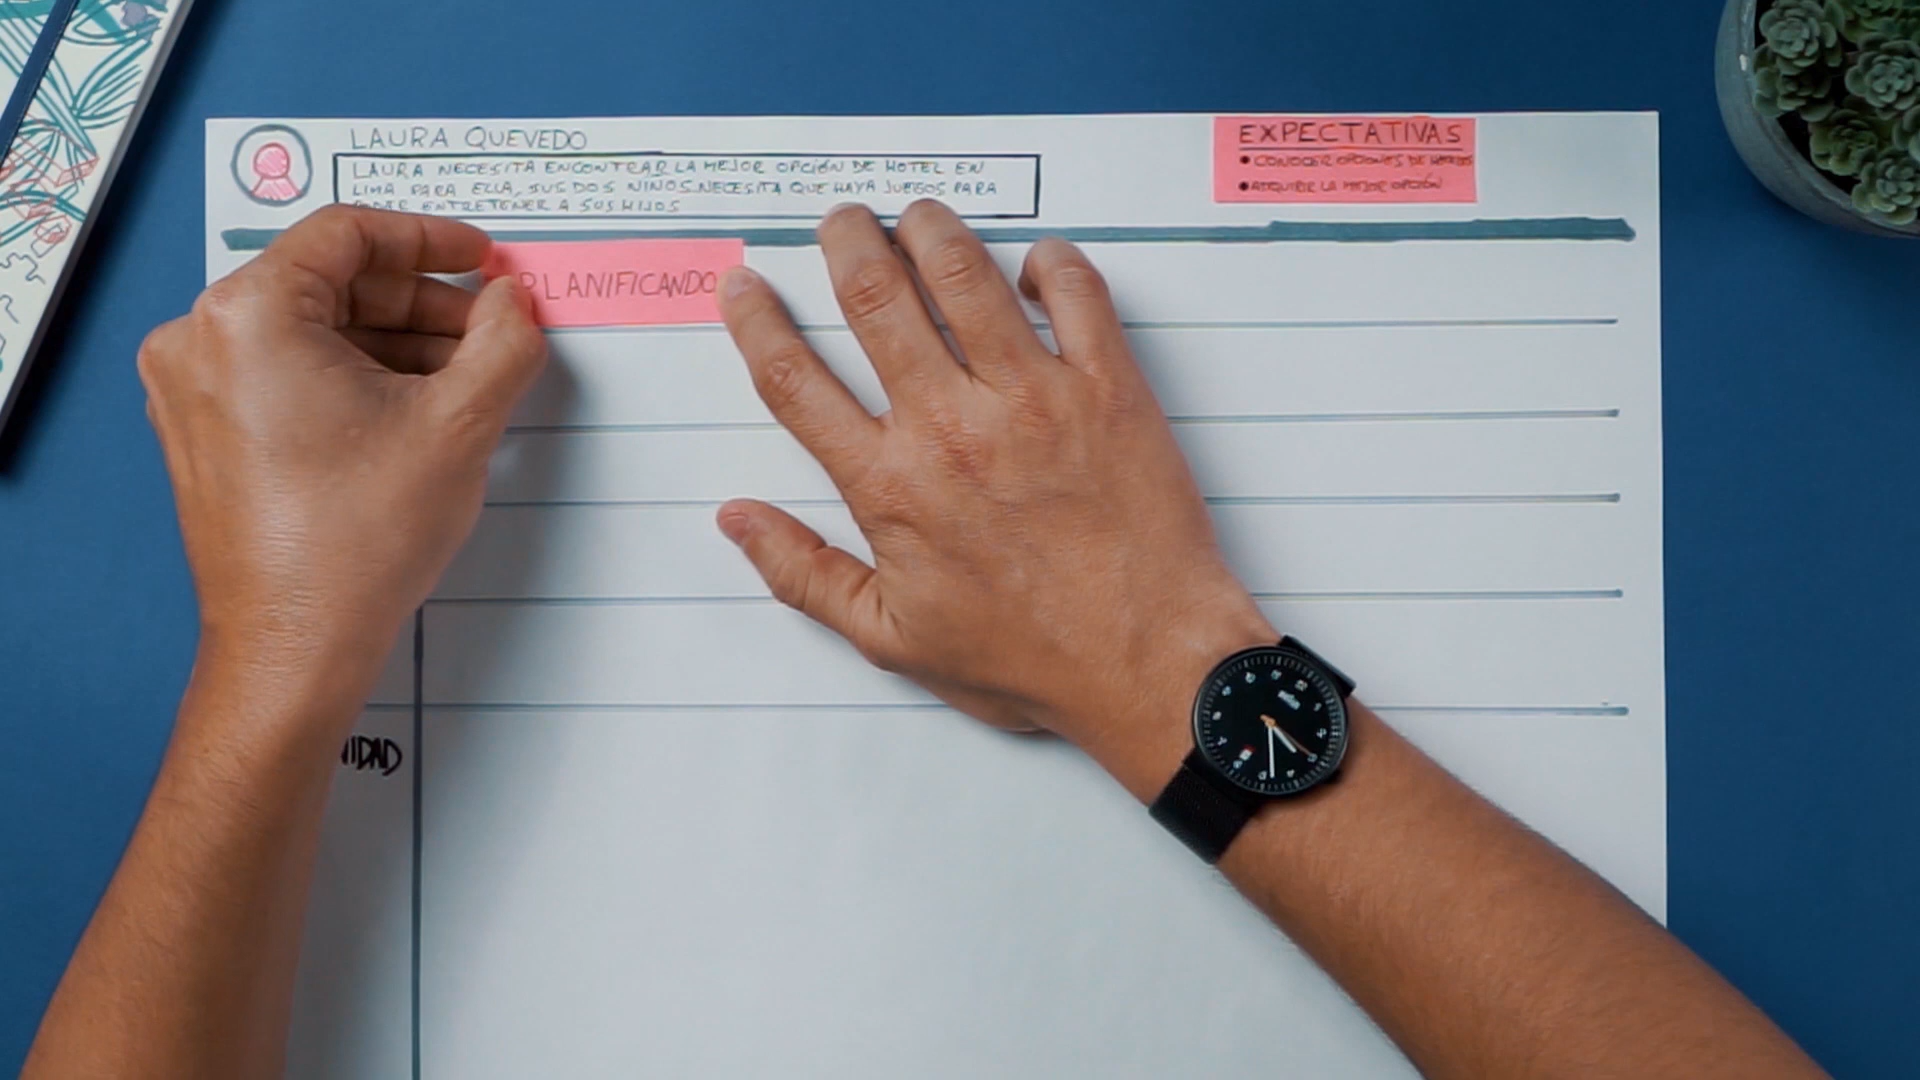 LAURA QUEVEDO
LAURA NECESITA ENCONTRAR LA MEJOR OPCIÓN DE HOTEL EN
LIMA PARA ELLA, SUS DOS NIÑOS NECESITA QUE HAYA JUEGOS PARA
PODER ENTRETENER A SUS HIJOS
EXPECTATIVAS
• CONOCER OPCIONES DE HOTELES
• ADQUIRIR LA MEJOR OPCIÓN
PLANIFICANDO
NIDAD